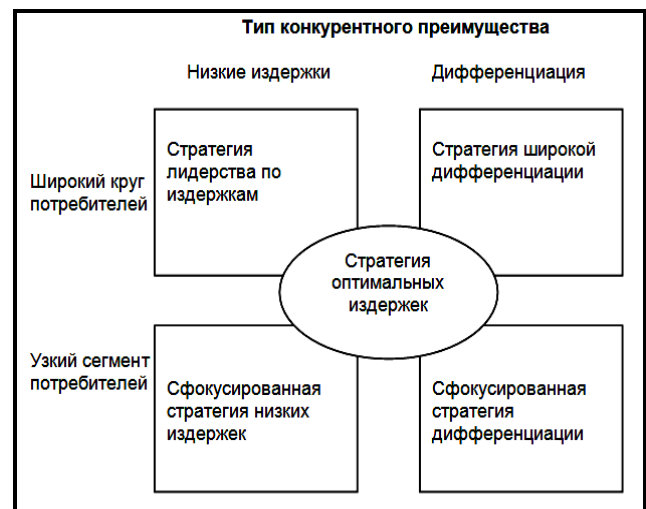 Тип конкурентного преимущества
Низкие издержки
Дифференциация
Широкий круг
потребителей
Стратегия
лидерства по
издержкам
Стратегия широкой
дифференциации
Стратегия
оптимальных
издержек
Узкий сегмент
потребителей
Сфокусированная
стратегия низких
издержек
Сфокусированная
стратегия
дифференциации